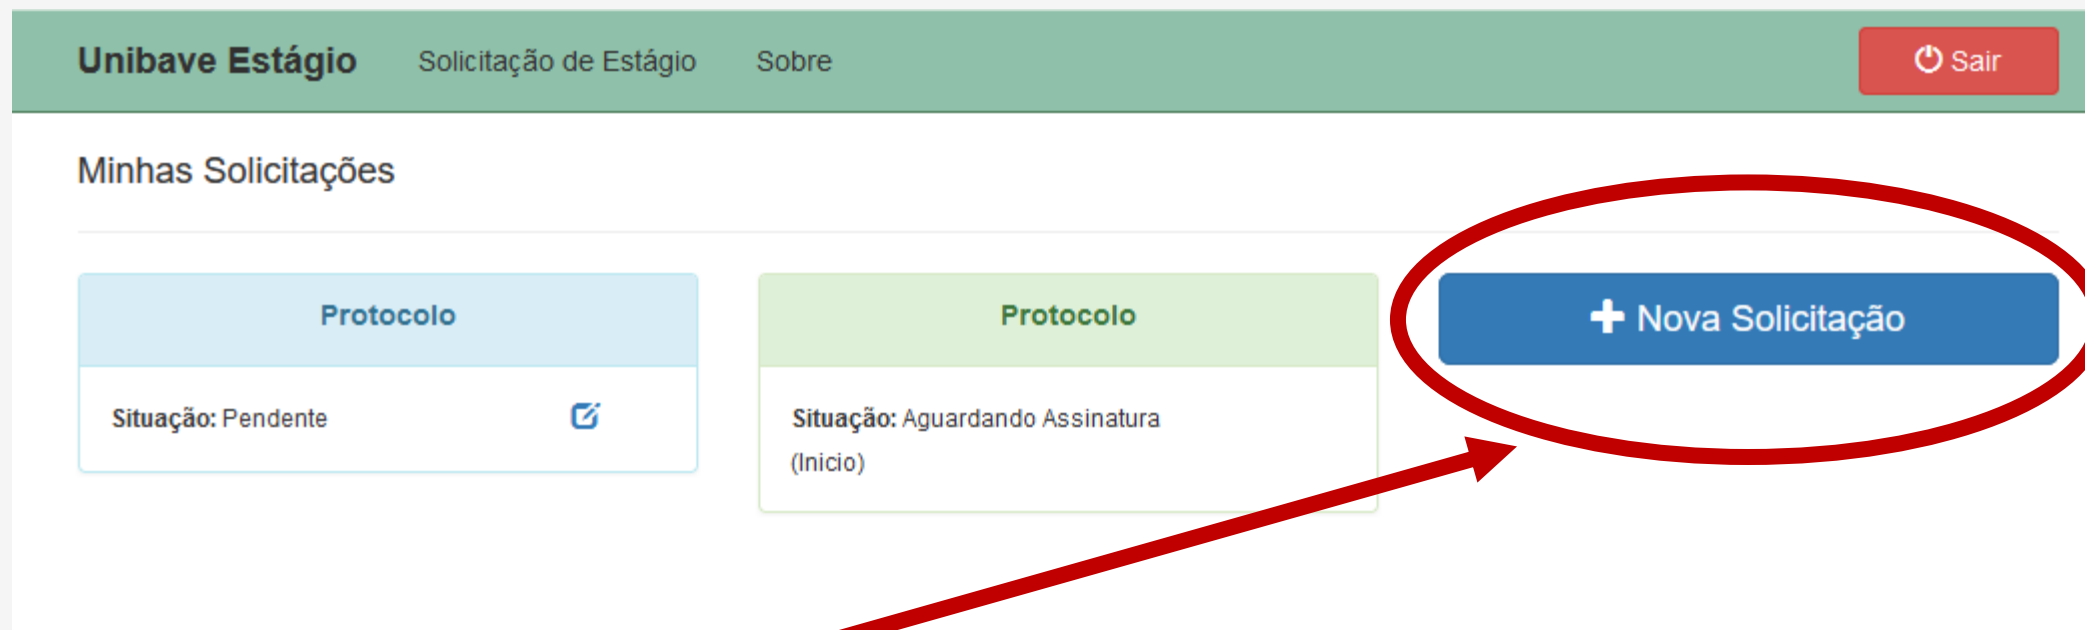 Unibave Estágio Solicitação de Estágio Sobre Sair
Minhas Solicitações
Protocolo
Situação: Pendente
Protocolo
Situação: Aguardando Assinatura
(Inicio)
Nova Solicitação